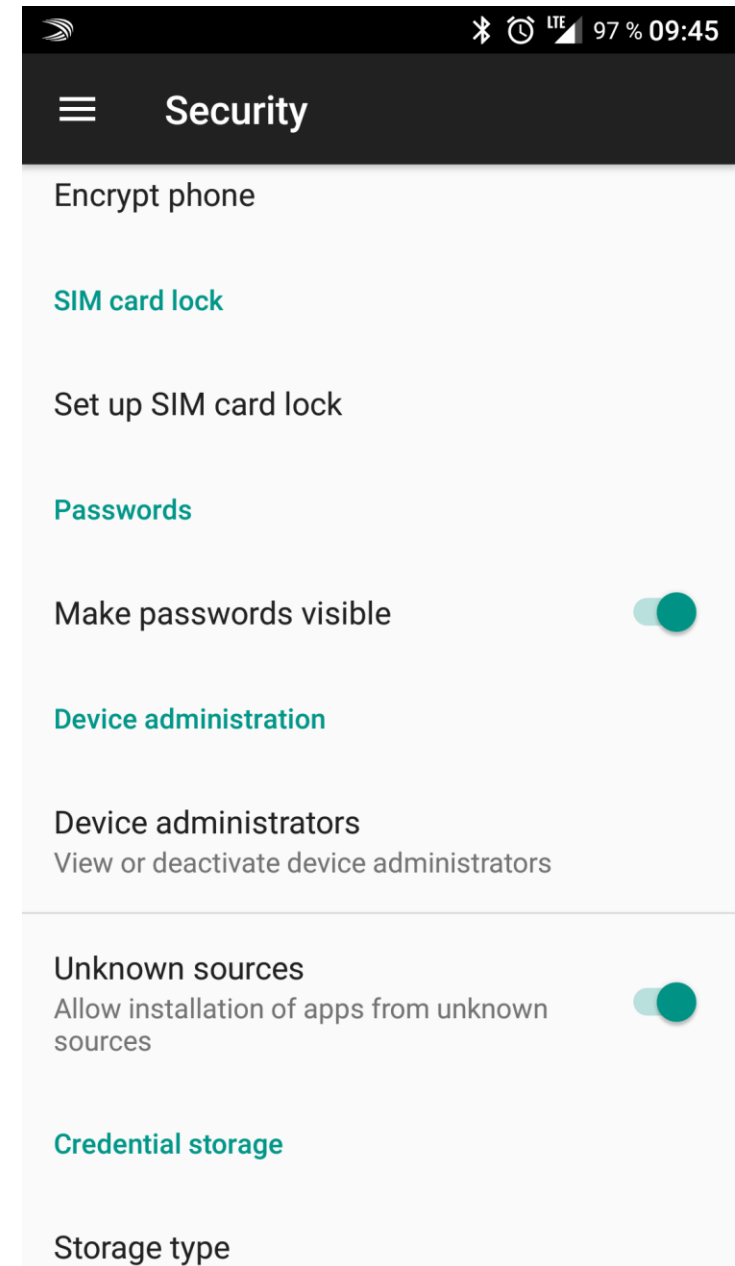 LTE 97 % 09:45
Security
Encrypt phone
SIM card lock
Set up SIM card lock
Passwords
Make passwords visible
Device administration
Device administrators
View or deactivate device administrators
Unknown sources
Allow installation of apps from unknown
sources
Credential storage
Storage type